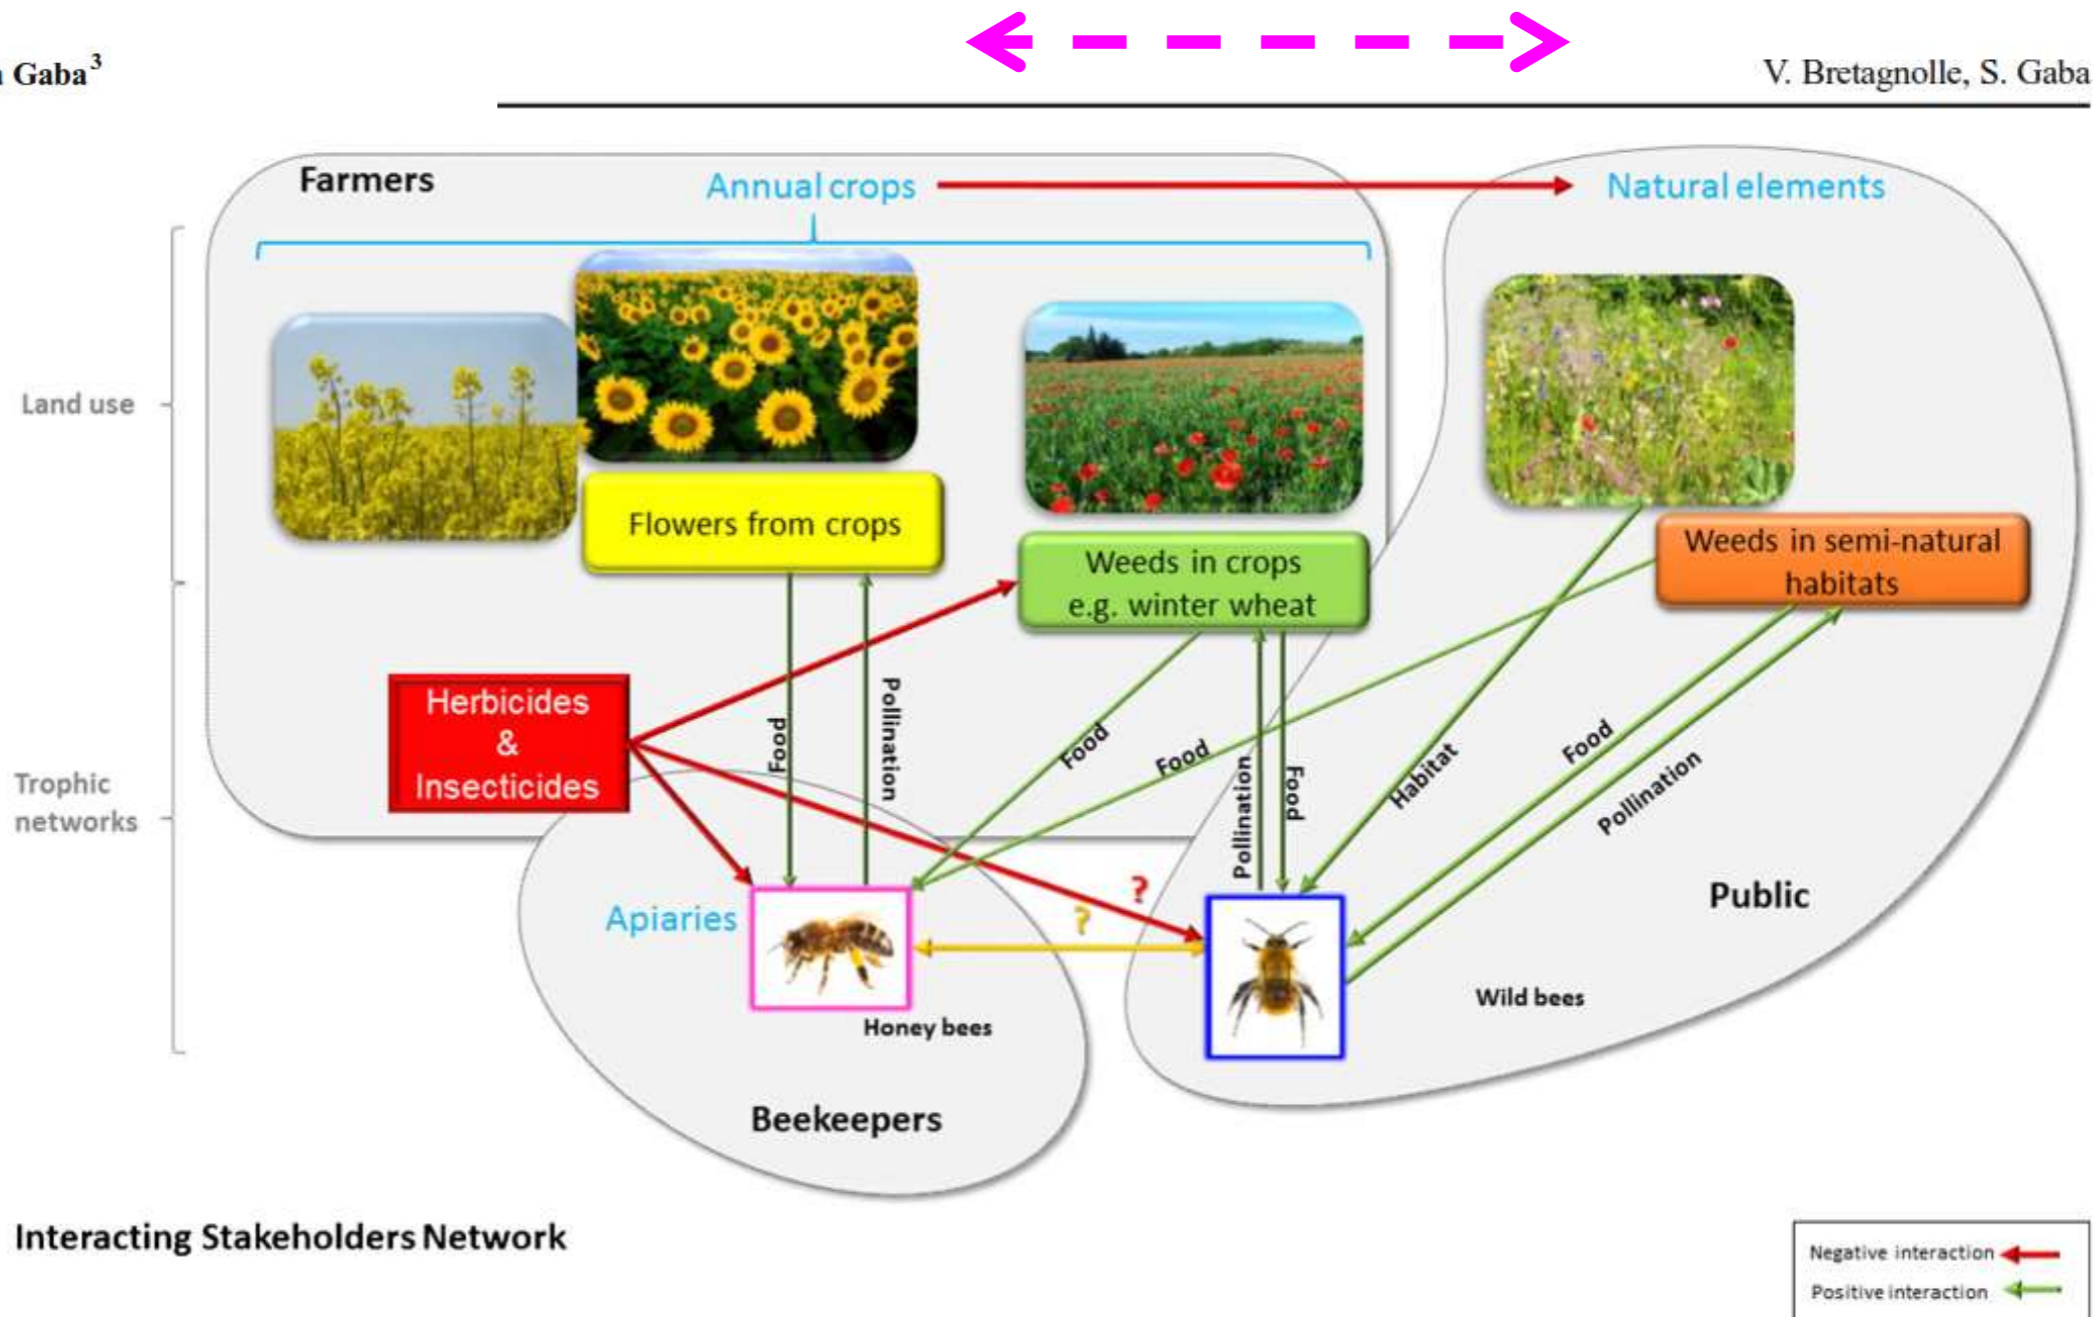 Gaba³
V. Bretagnolle, S. Gaba
Farmers
Annual crops
Natural elements
Land use
Flowers from crops
Weeds in crops
e.g. winter wheat
Weeds in semi-natural
habitats
Herbicides
&
Insecticides
Trophic
networks
Food
Pollination
Food
Food
Pollination
Food
Habitat
Food
Pollination
Public
?
?
Apiaries
Honey bees
Wild bees
Beekeepers
Interacting Stakeholders Network
Negative interaction
Positive interaction